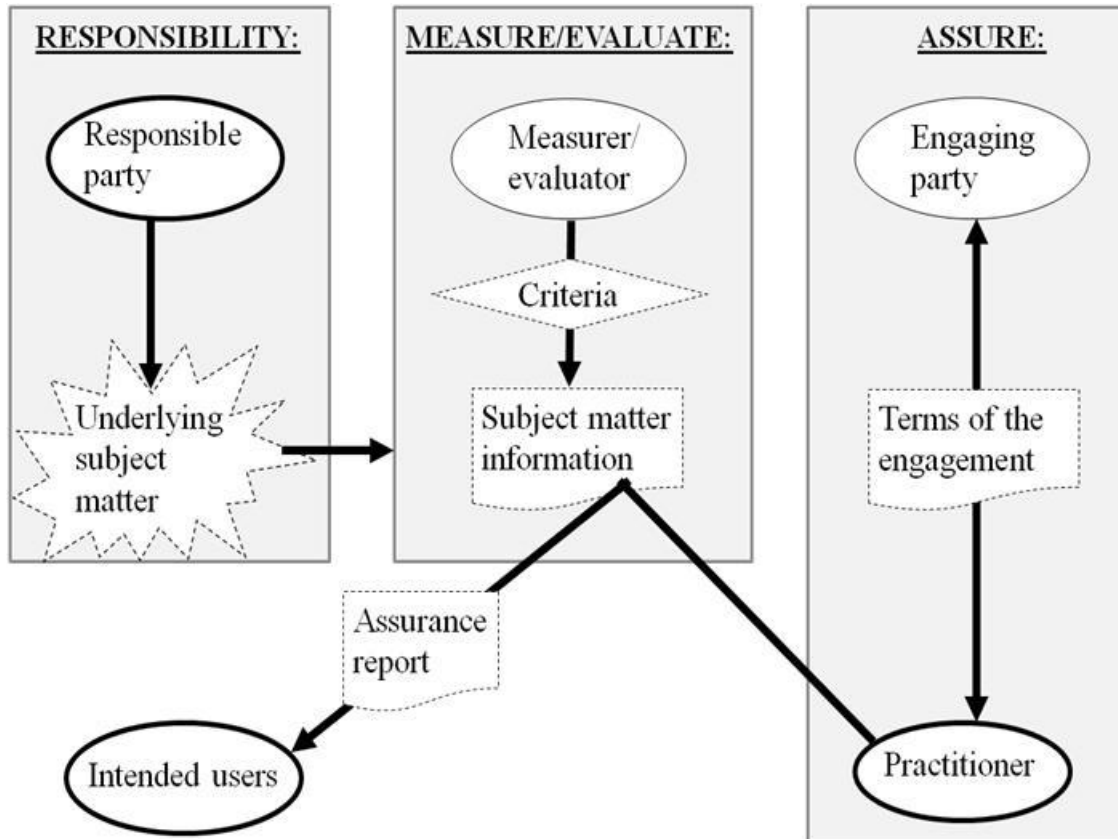 RESPONSIBILITY:
Responsible
party
Underlying
subject
matter
MEASURE/EVALUATE:
Measurer/
evaluator
Criteria
Subject matter
information
ASSURE:
Engaging
party
Terms of the
engagement
Practitioner
Assurance
report
Intended users